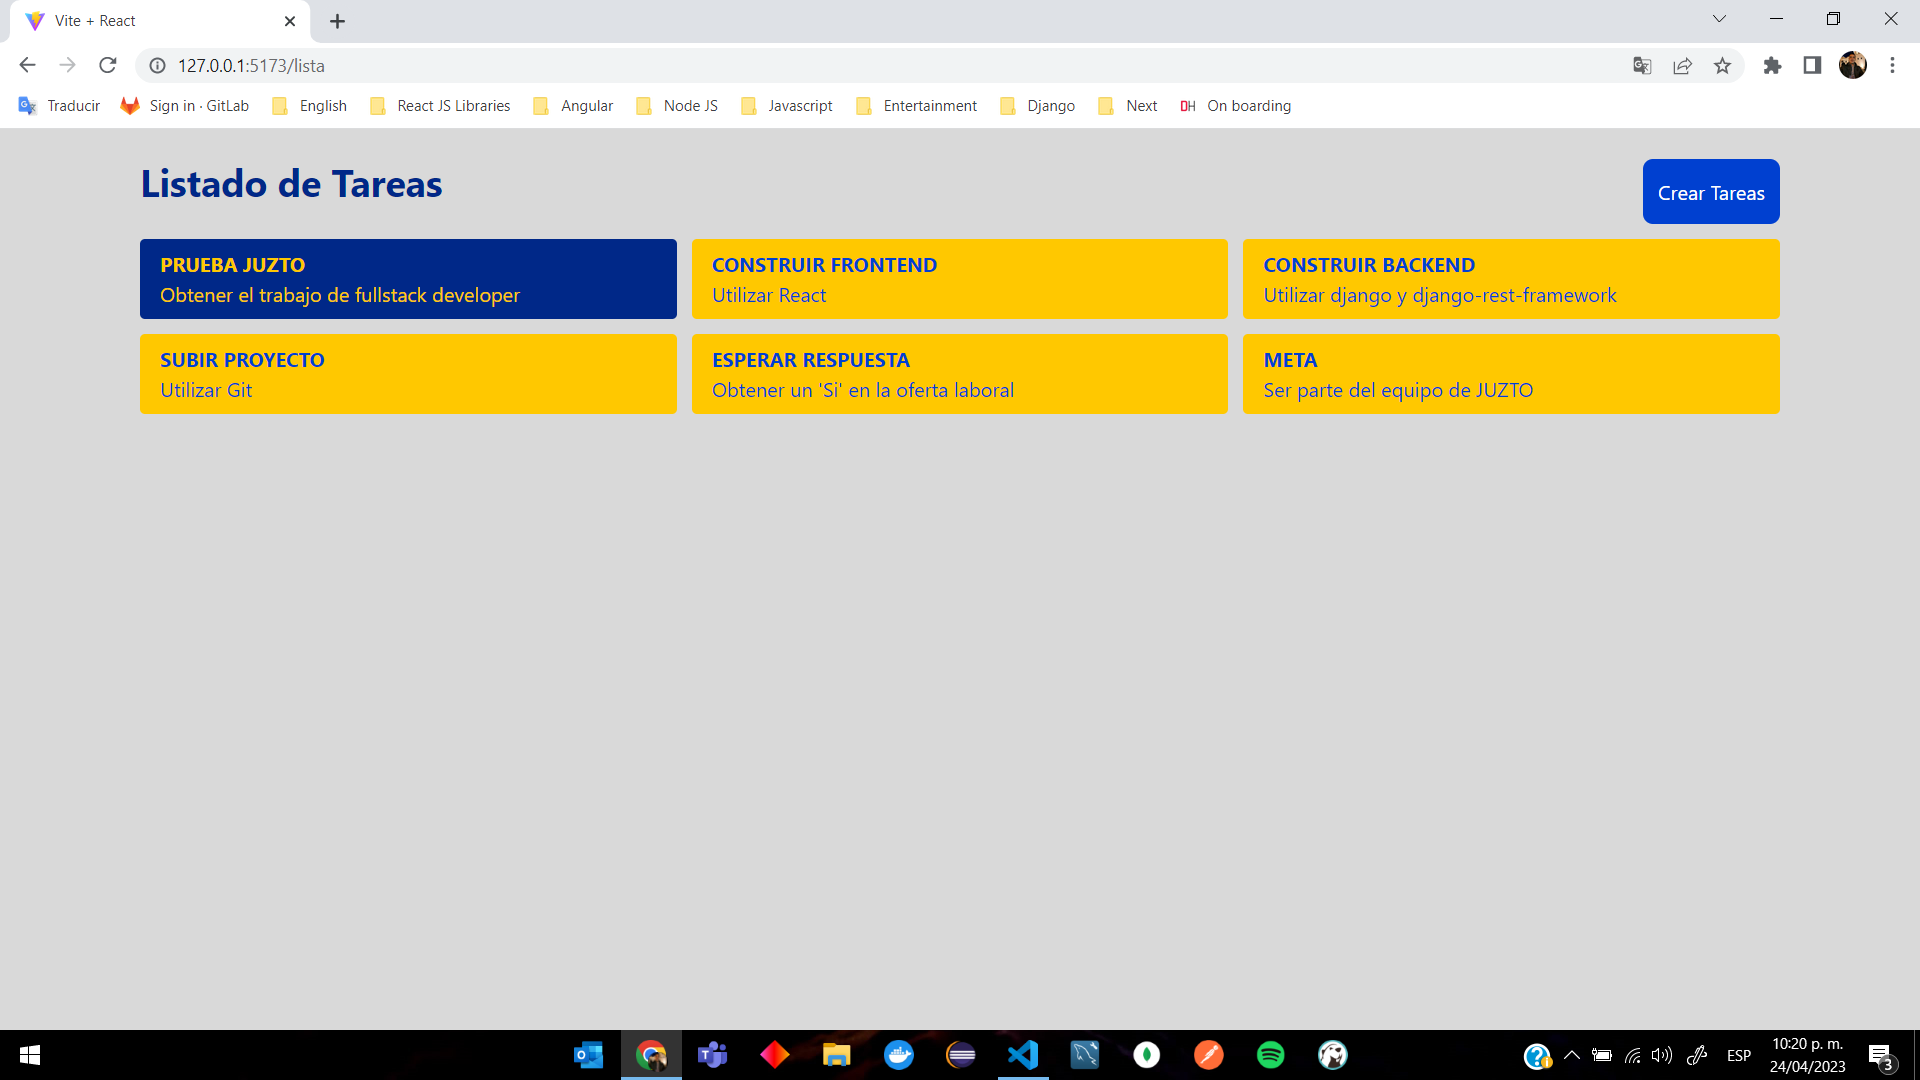 Vite + React
127.0.0.1:5173/lista
Traducir Sign in · GitLab English React JS Libraries Angular Node JS Javascript Entertainment Django Next DH On boarding
Listado de Tareas
Crear Tareas
PRUEBA JUZTO
Obtener el trabajo de fullstack developer
CONSTRUIR FRONTEND
Utilizar React
CONSTRUIR BACKEND
Utilizar django y django-rest-framework
SUBIR PROYECTO
Utilizar Git
ESPERAR RESPUESTA
Obtener un 'Si' en la oferta laboral
META
Ser parte del equipo de JUZTO
ESP
10:20 p. m.
24/04/2023
3